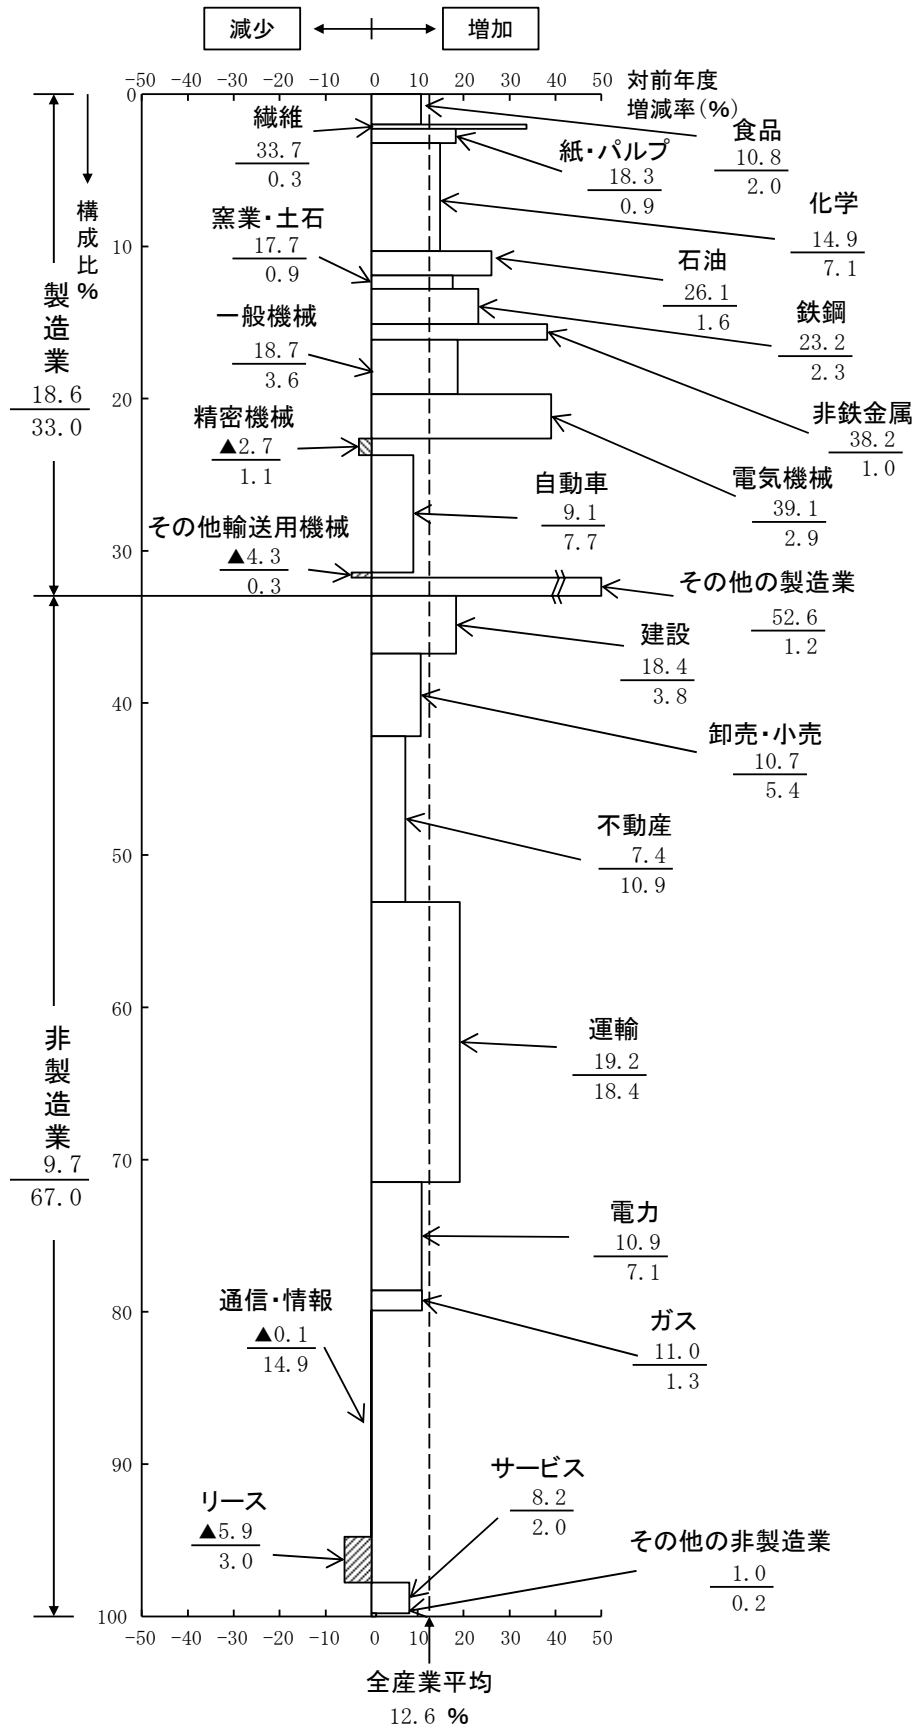 減少
増加
-50 -40 -30 -20 -10 0 10 20 30 40 50
対前年度
増減率(%)
構成比%
0
10
20
30
40
50
60
70
80
90
100
製造業
18.6
33.0
非製造業
9.7
67.0
繊維
33.7
0.3
食品
10.8
2.0
紙・パルプ
18.3
0.9
化学
14.9
7.1
窯業・土石
17.7
0.9
石油
26.1
1.6
一般機械
18.7
3.6
鉄鋼
23.2
2.3
精密機械
▲2.7
1.1
非鉄金属
38.2
1.0
電気機械
39.1
2.9
自動車
9.1
7.7
その他輸送用機械
▲4.3
0.3
その他の製造業
52.6
1.2
建設
18.4
3.8
卸売・小売
10.7
5.4
不動産
7.4
10.9
運輸
19.2
18.4
電力
10.9
7.1
通信・情報
▲0.1
14.9
ガス
11.0
1.3
リース
▲5.9
3.0
サービス
8.2
2.0
その他の非製造業
1.0
0.2
-50 -40 -30 -20 -10 0 10 20 30 40 50
全産業平均
12.6 %